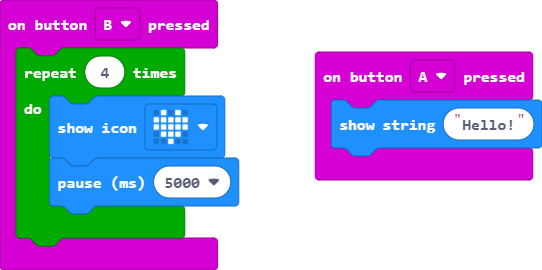 on button B pressed
repeat 4 times
do
show icon
pause (ms) 5000
on button A pressed
show string "Hello!"